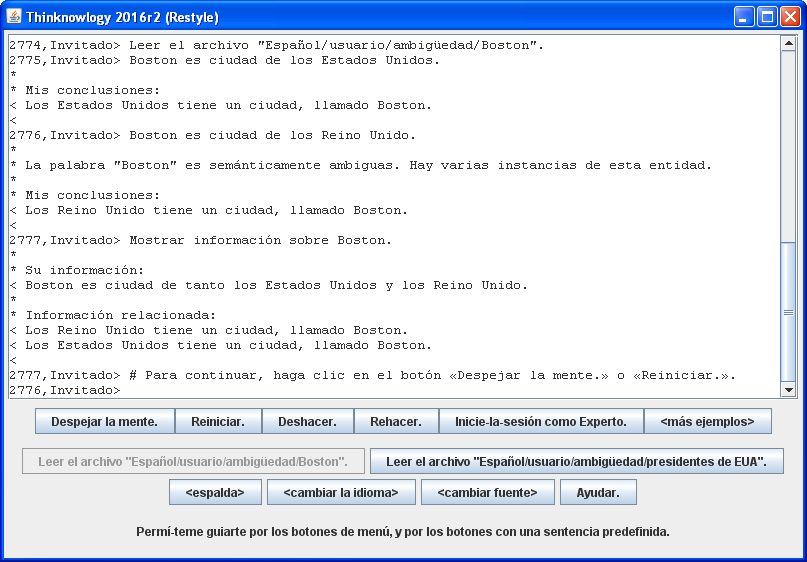 Thinknowlogy 2016r2 (Restyle)
2774,Invitado> Leer el archivo "Español/usuario/ambigüedad/Boston".
2775,Invitado> Boston es ciudad de los Estados Unidos.
*
* Mis conclusiones:
< Los Estados Unidos tiene un ciudad, llamado Boston.
<
2776,Invitado> Boston es ciudad de los Reino Unido.
*
* La palabra "Boston" es semánticamente ambiguas. Hay varias instancias de esta entidad.
*
* Mis conclusiones:
< Los Reino Unido tiene un ciudad, llamado Boston.
<
2777,Invitado> Mostrar información sobre Boston.
*
* Su información:
< Boston es ciudad de tanto los Estados Unidos y los Reino Unido.
*
* Información relacionada:
< Los Reino Unido tiene un ciudad, llamado Boston.
< Los Estados Unidos tiene un ciudad, llamado Boston.
<
2777,Invitado> # Para continuar, haga clic en el botón «Despejar la mente.» o «Reiniciar.».
2776,Invitado>
Despejar la mente. Reiniciar. Deshacer. Rehacer. Inicie-la-sesión como Experto. <más ejemplos>
Leer el archivo "Español/usuario/ambigüedad/Boston". Leer el archivo "Español/usuario/ambigüedad/presidentes de EUA".
<espalda> <cambiar la idioma> <cambiar fuente> Ayudar.
Permí-teme guiarte por los botones de menú, y por los botones con una sentencia predefinida.